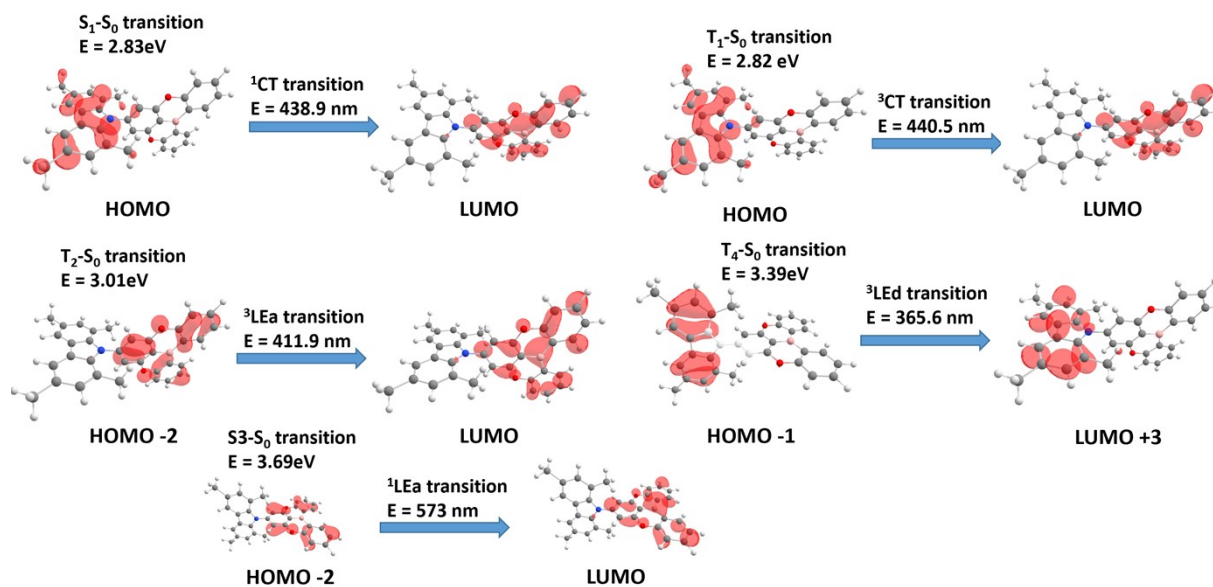 S₁-S₀ transition
E = 2.83eV
¹CT transition
E = 438.9 nm
HOMO
LUMO
T₁-S₀ transition
E = 2.82 eV
³CT transition
E = 440.5 nm
HOMO
LUMO
T₂-S₀ transition
E = 3.01eV
³LEa transition
E = 411.9 nm
HOMO -2
LUMO
T₄-S₀ transition
E = 3.39eV
³LEd transition
E = 365.6 nm
HOMO -1
LUMO +3
S3-S₀ transition
E = 3.69eV
¹LEa transition
E = 573 nm
HOMO -2
LUMO